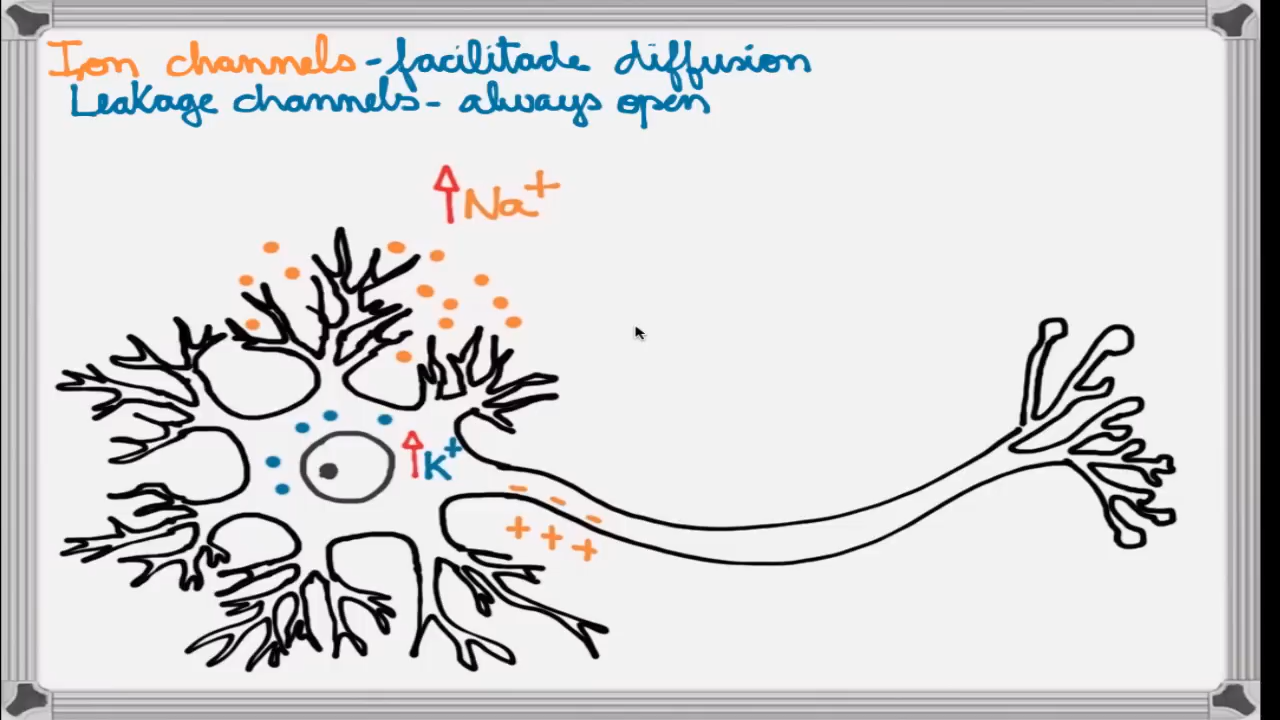 Ion channels - facilitade diffusion
Leakage channels - always open
↑Na⁺
↑K⁺
- - -
+ + +